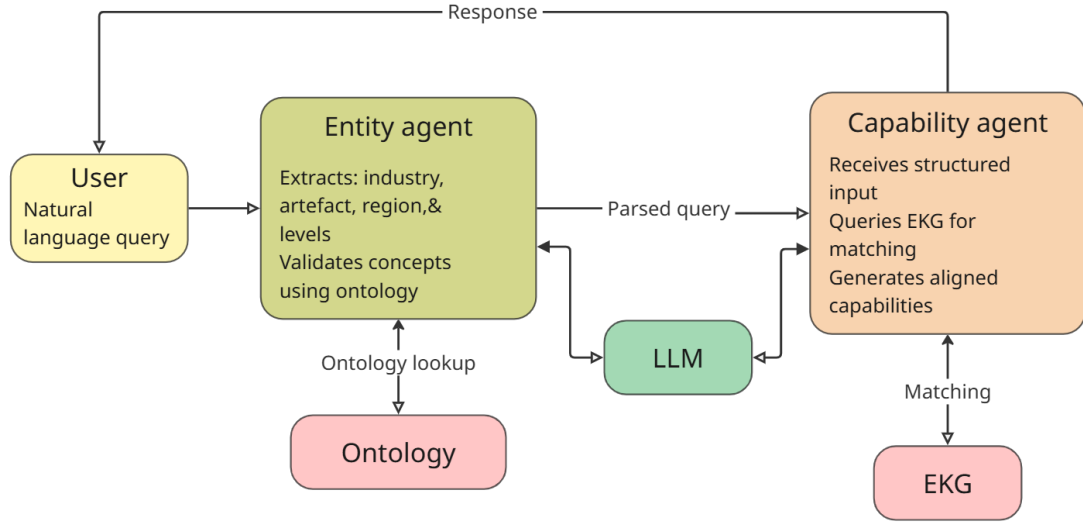 Response
User
Natural
language query
Entity agent
Extracts: industry,
artefact, region,&
levels
Validates concepts
using ontology
Parsed query
Capability agent
Receives structured
input
Queries EKG for
matching
Generates aligned
capabilities
LLM
Ontology lookup
Ontology
Matching
EKG